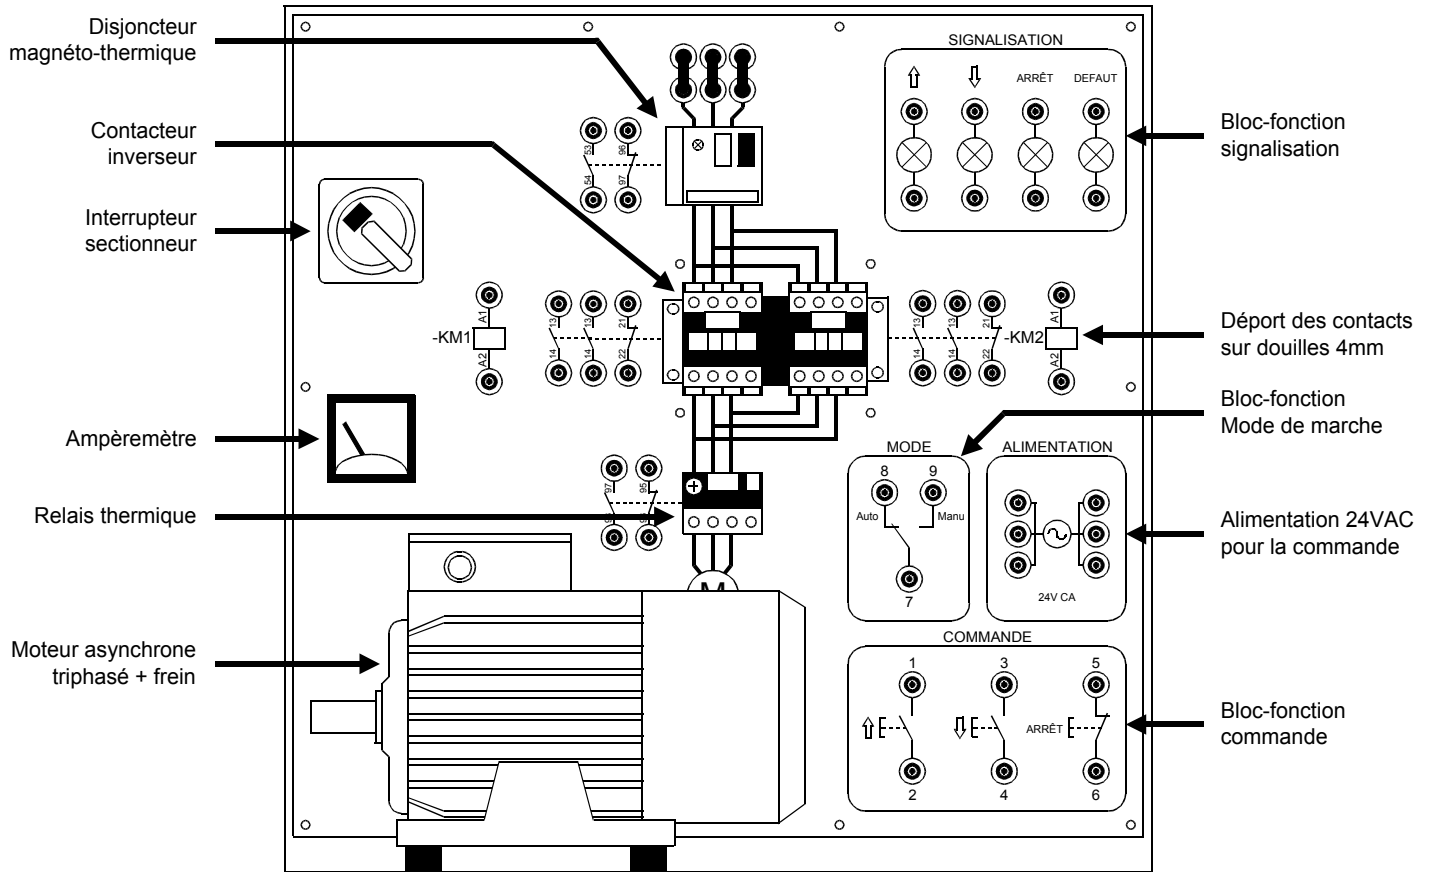 Disjoncteur
magnéto-thermique
Contacteur
inverseur
Interrupteur
sectionneur
Ampèremètre
Relais thermique
Moteur asynchrone
triphasé + frein
53
54
96
97
-KM1
A1
A2
13
14
13
14
21
22
13
14
13
14
21
22
-KM2
A1
A2
97
95
M
SIGNALISATION
ARRÊT
DEFAUT
MODE
8
9
Auto
Manu
7
ALIMENTATION
24V CA
COMMANDE
1
3
5
ARRÊT
2
4
6
Bloc-fonction
signalisation
Déport des contacts
sur douilles 4mm
Bloc-fonction
Mode de marche
Alimentation 24VAC
pour la commande
Bloc-fonction
commande